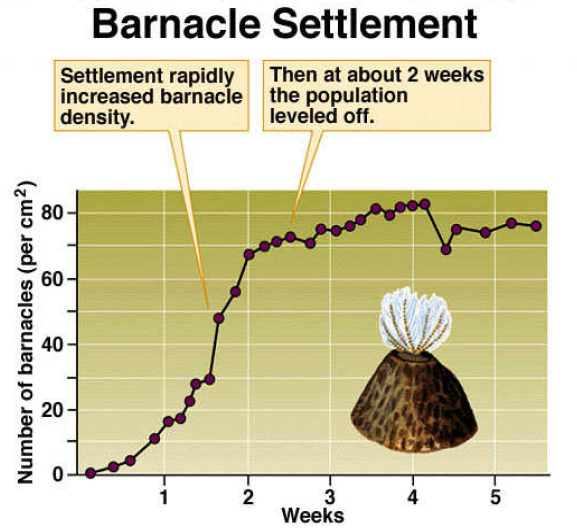 Barnacle Settlement
Settlement rapidly
increased barnacle
density.
Then at about 2 weeks
the population
leveled off.
Number of barnacles (per cm²)
80
60
40
20
0
1 2 3 4 5
Weeks